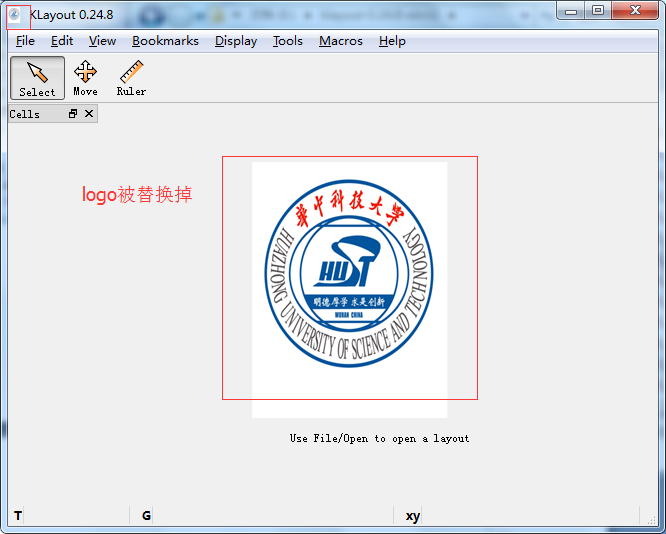 KLayout 0.24.8
File Edit View Bookmarks Display Tools Macros Help
Select Move Ruler
Cells
logo被替换掉
華中科技大学
HUAZHONG UNIVERSITY OF SCIENCE AND TECHNOLOGY
HUST
明德厚学 求是创新
WUHAN CHINA
Use File/Open to open a layout
T G xy